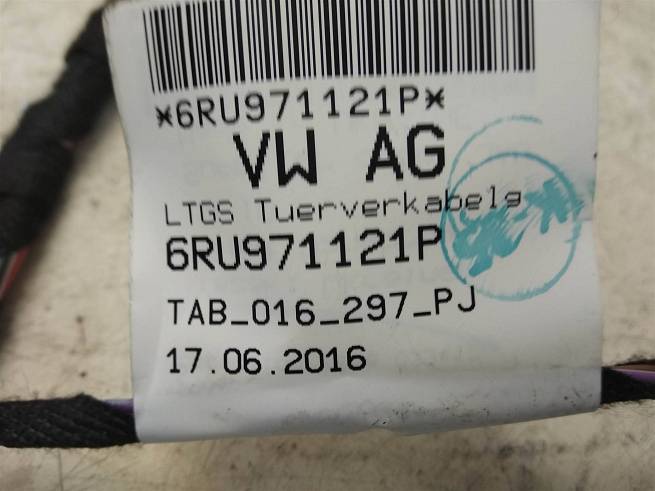 *6RU971121P*
VW AG
LTGS Tuerverkabelg
6RU971121P
TAB_016_297_PJ
17.06.2016